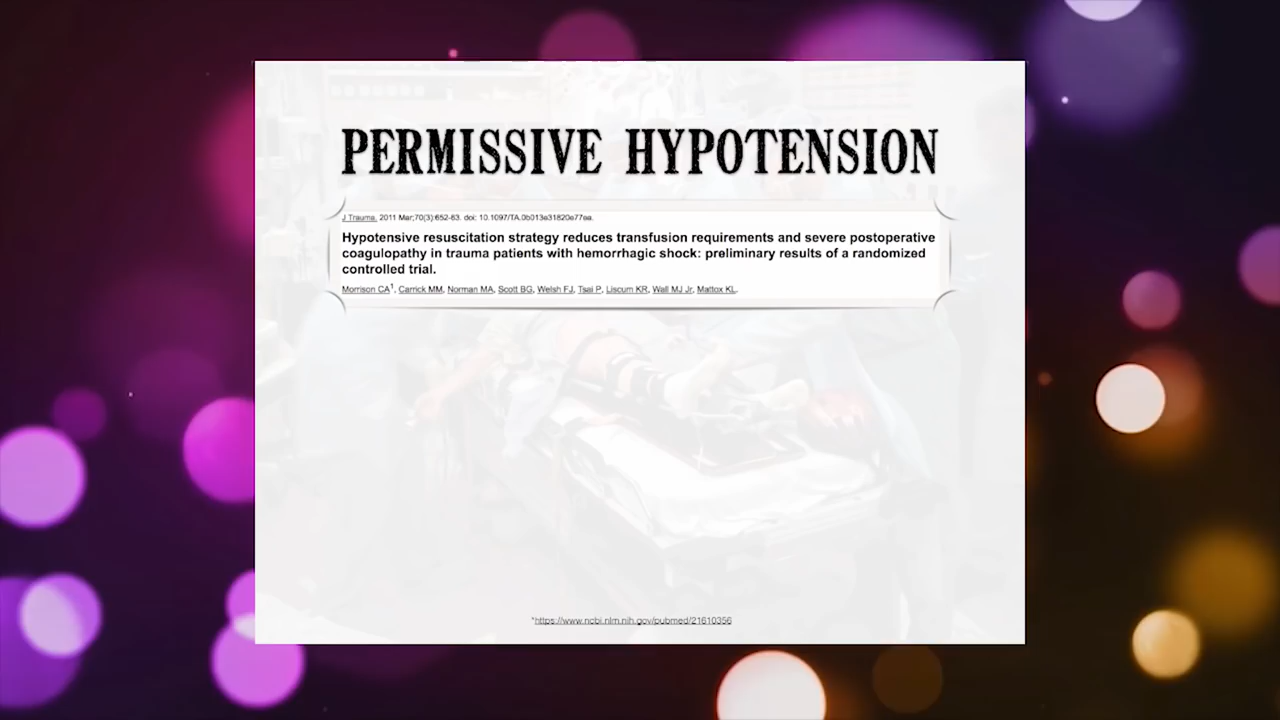 PERMISSIVE HYPOTENSION
J Trauma. 2011 Mar;70(3):652-63. doi: 10.1097/TA.0b013e31820e77ea.
Hypotensive resuscitation strategy reduces transfusion requirements and severe postoperative
coagulopathy in trauma patients with hemorrhagic shock: preliminary results of a randomized
controlled trial.
Morrison CA1, Carrick MM, Norman MA, Scott BG, Welsh FJ, Tsai P, Liscum KR, Wall MJ Jr, Mattox KL.
*https://www.ncbi.nlm.nih.gov/pubmed/21610356